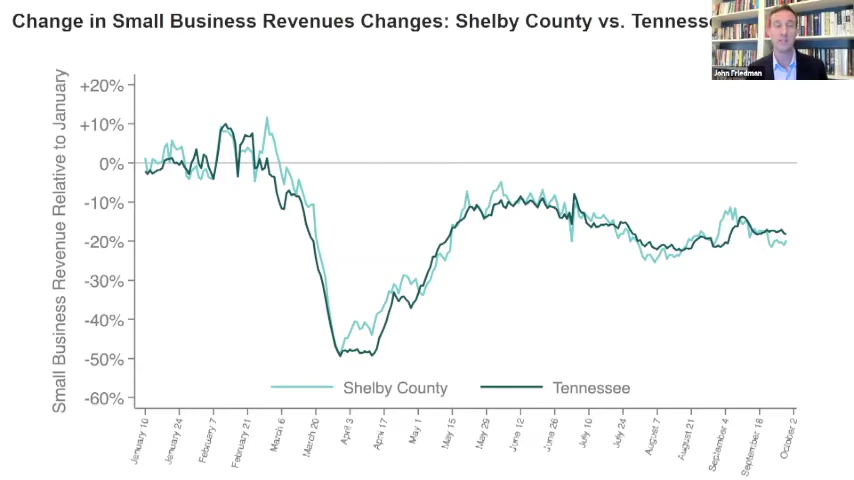 Change in Small Business Revenues Changes: Shelby County vs. Tennesse
John Friedman
Small Business Revenue Relative to January
+20%
+10%
0%
-10%
-20%
-30%
-40%
-50%
-60%
Shelby County
Tennessee
January 10
January 24
February 7
February 21
March 6
March 20
April 3
April 17
May 1
May 15
May 29
June 12
June 26
July 10
July 24
August 7
August 21
September 4
September 18
October 2